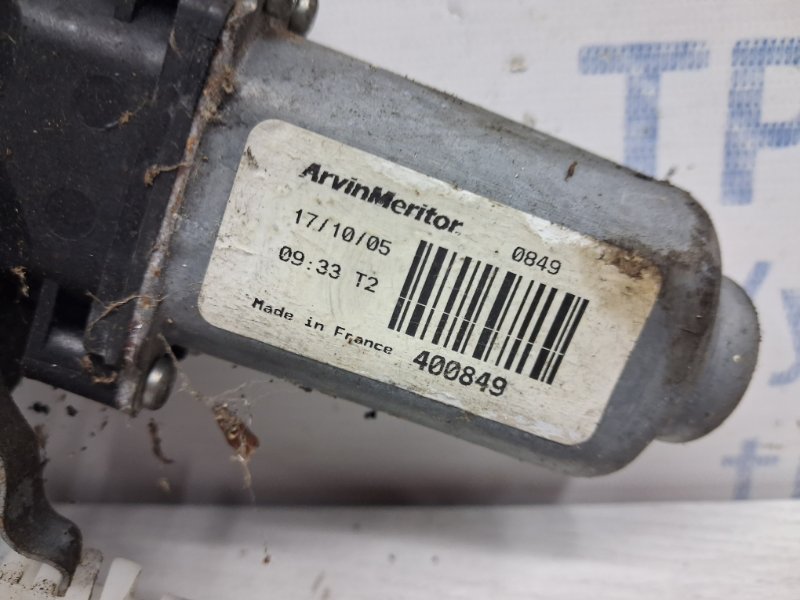 ArvinMeritor
17/10/05
0849
09:33 T2
Made in France
400849